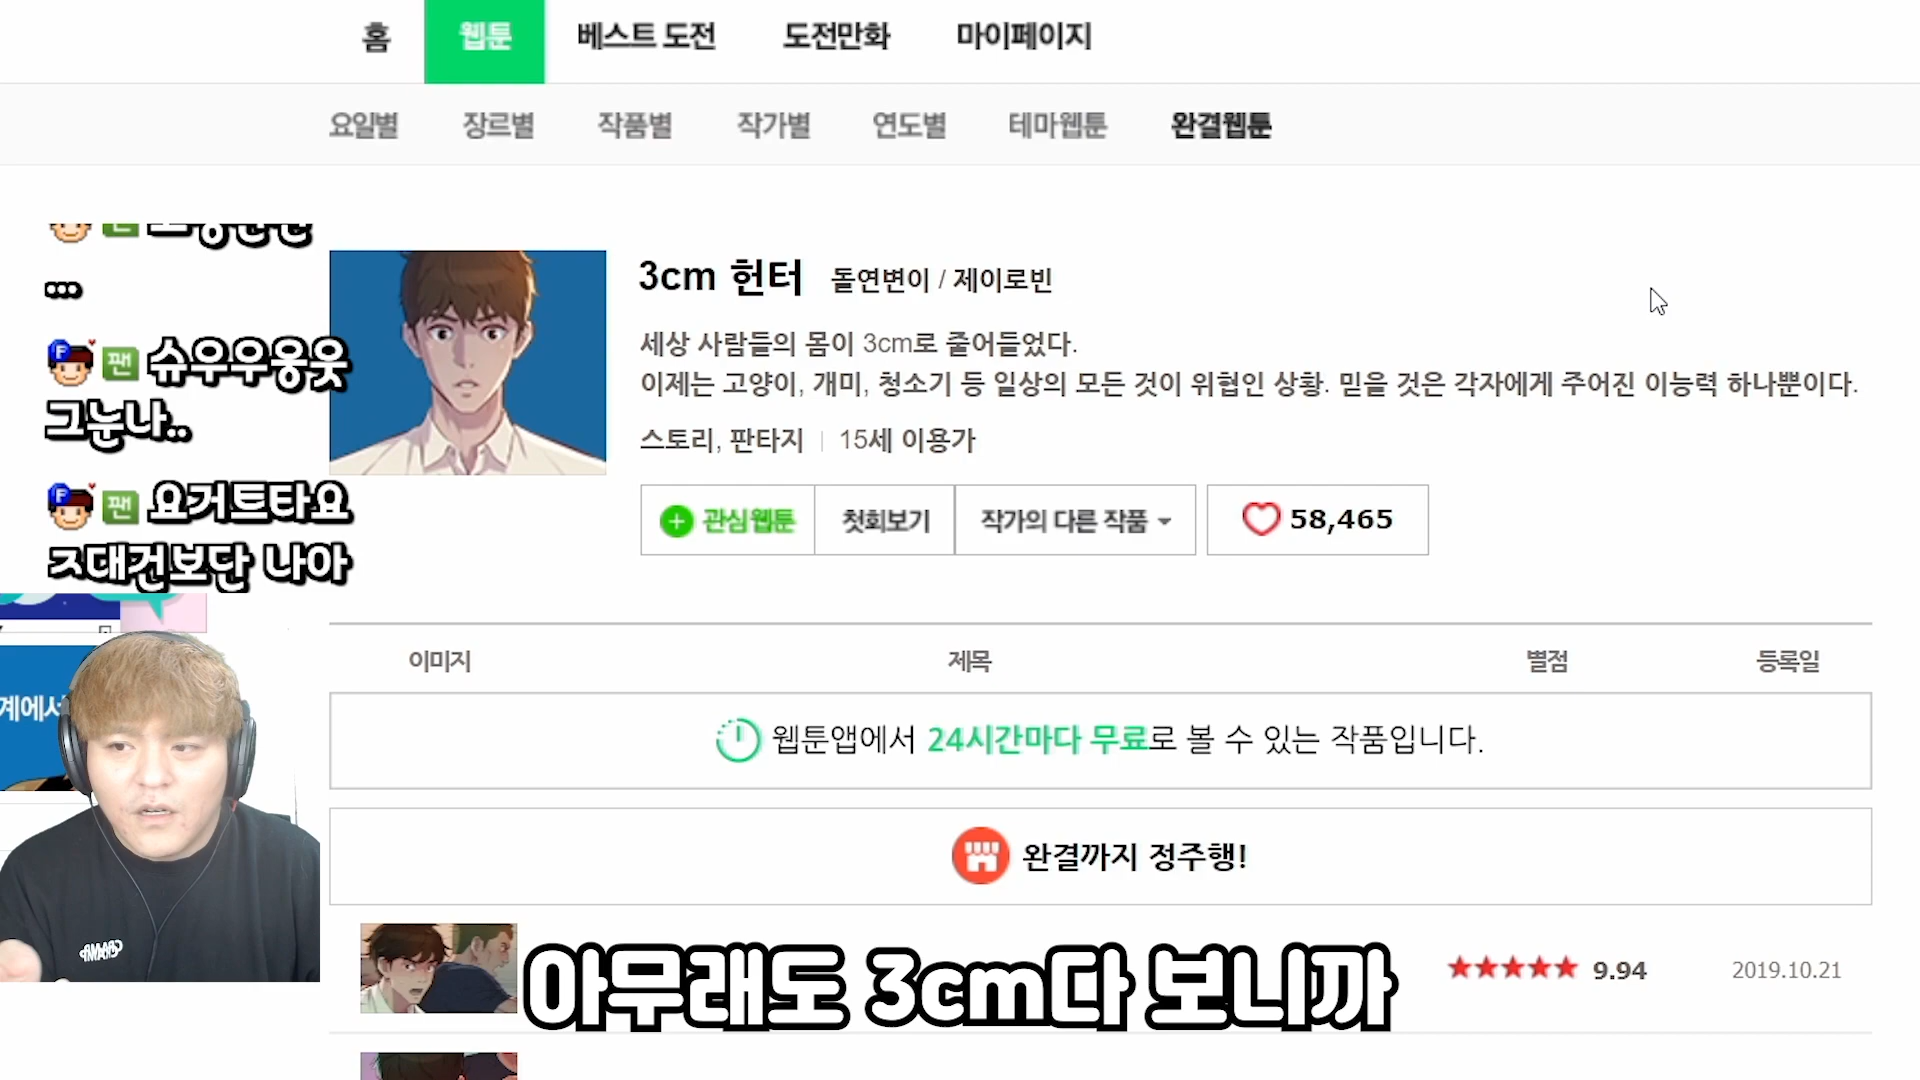 홈 웹툰 베스트 도전 도전만화 마이페이지
요일별 장르별 작품별 작가별 연도별 테마웹툰 완결웹툰
...
팬 슈우우웅웃
그눈나..
팬 요거트타요
ㅈ대건보단 나아
3cm 헌터 돌연변이 / 제이로빈
세상 사람들의 몸이 3cm로 줄어들었다.
이제는 고양이, 개미, 청소기 등 일상의 모든 것이 위협인 상황. 믿을 것은 각자에게 주어진 이능력 하나뿐이다.
스토리, 판타지 | 15세 이용가
관심웹툰 첫회보기 작가의 다른 작품 58,465
이미지 제목 별점 등록일
웹툰앱에서 24시간마다 무료로 볼 수 있는 작품입니다.
완결까지 정주행!
계에서
★★★★★ 9.94 2019.10.21
아무래도 3cm다 보니까